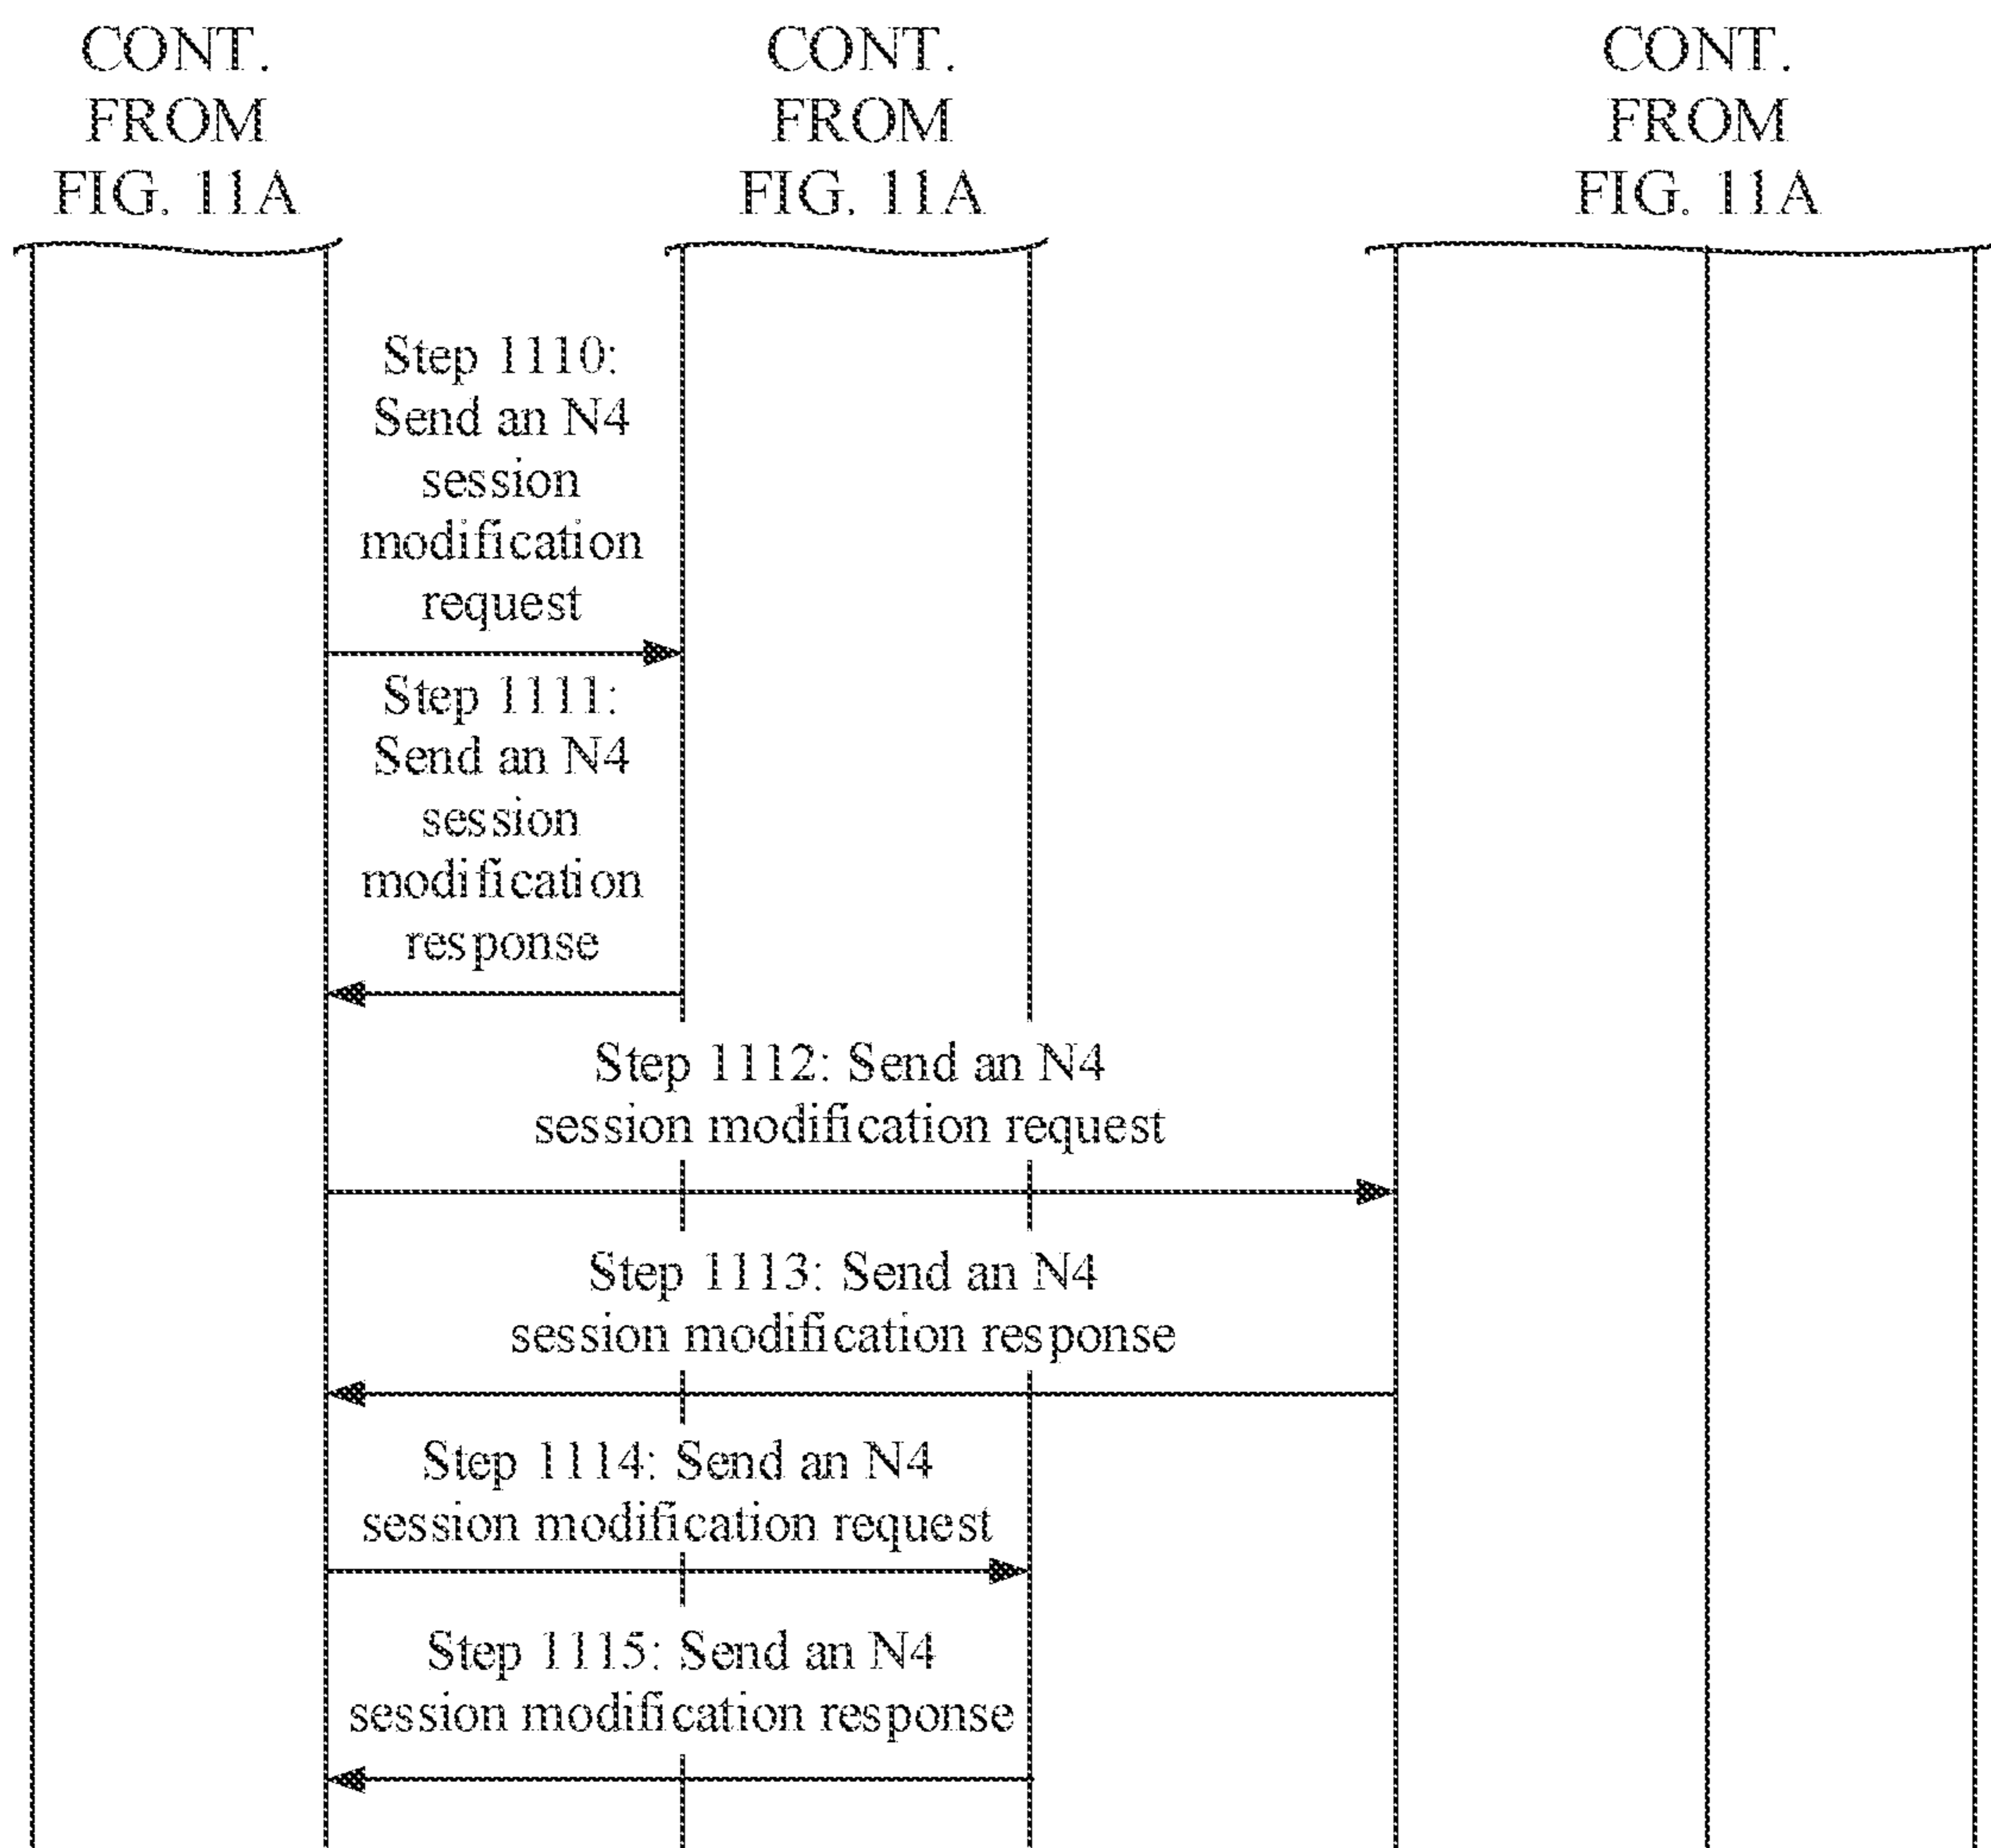 CONT.
FROM
FIG. 11A
CONT.
FROM
FIG. 11A
CONT.
FROM
FIG. 11A
Step 1110:
Send an N4
session
modification
request
Step 1111:
Send an N4
session
modification
response
Step 1112: Send an N4
session modification request
Step 1113: Send an N4
session modification response
Step 1114: Send an N4
session modification request
Step 1115: Send an N4
session modification response